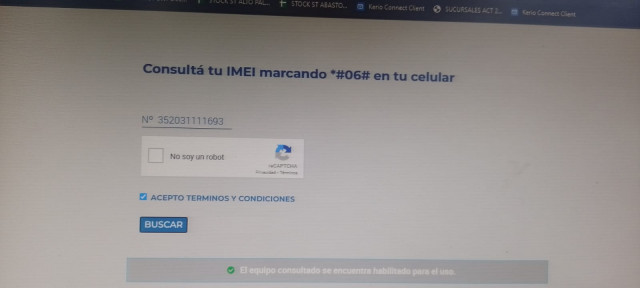 STOCK ST ALTO PAL... STOCK ST ABASTO... Kerio Connect Client SUCURSALES ACT 2... Kerio Connect Client
Consultá tu IMEI marcando *#06# en tu celular
Nº 352031111693
No soy un robot
reCAPTCHA
Privacidad - Términos
ACEPTO TERMINOS Y CONDICIONES
BUSCAR
El equipo consultado se encuentra habilitado para el uso.